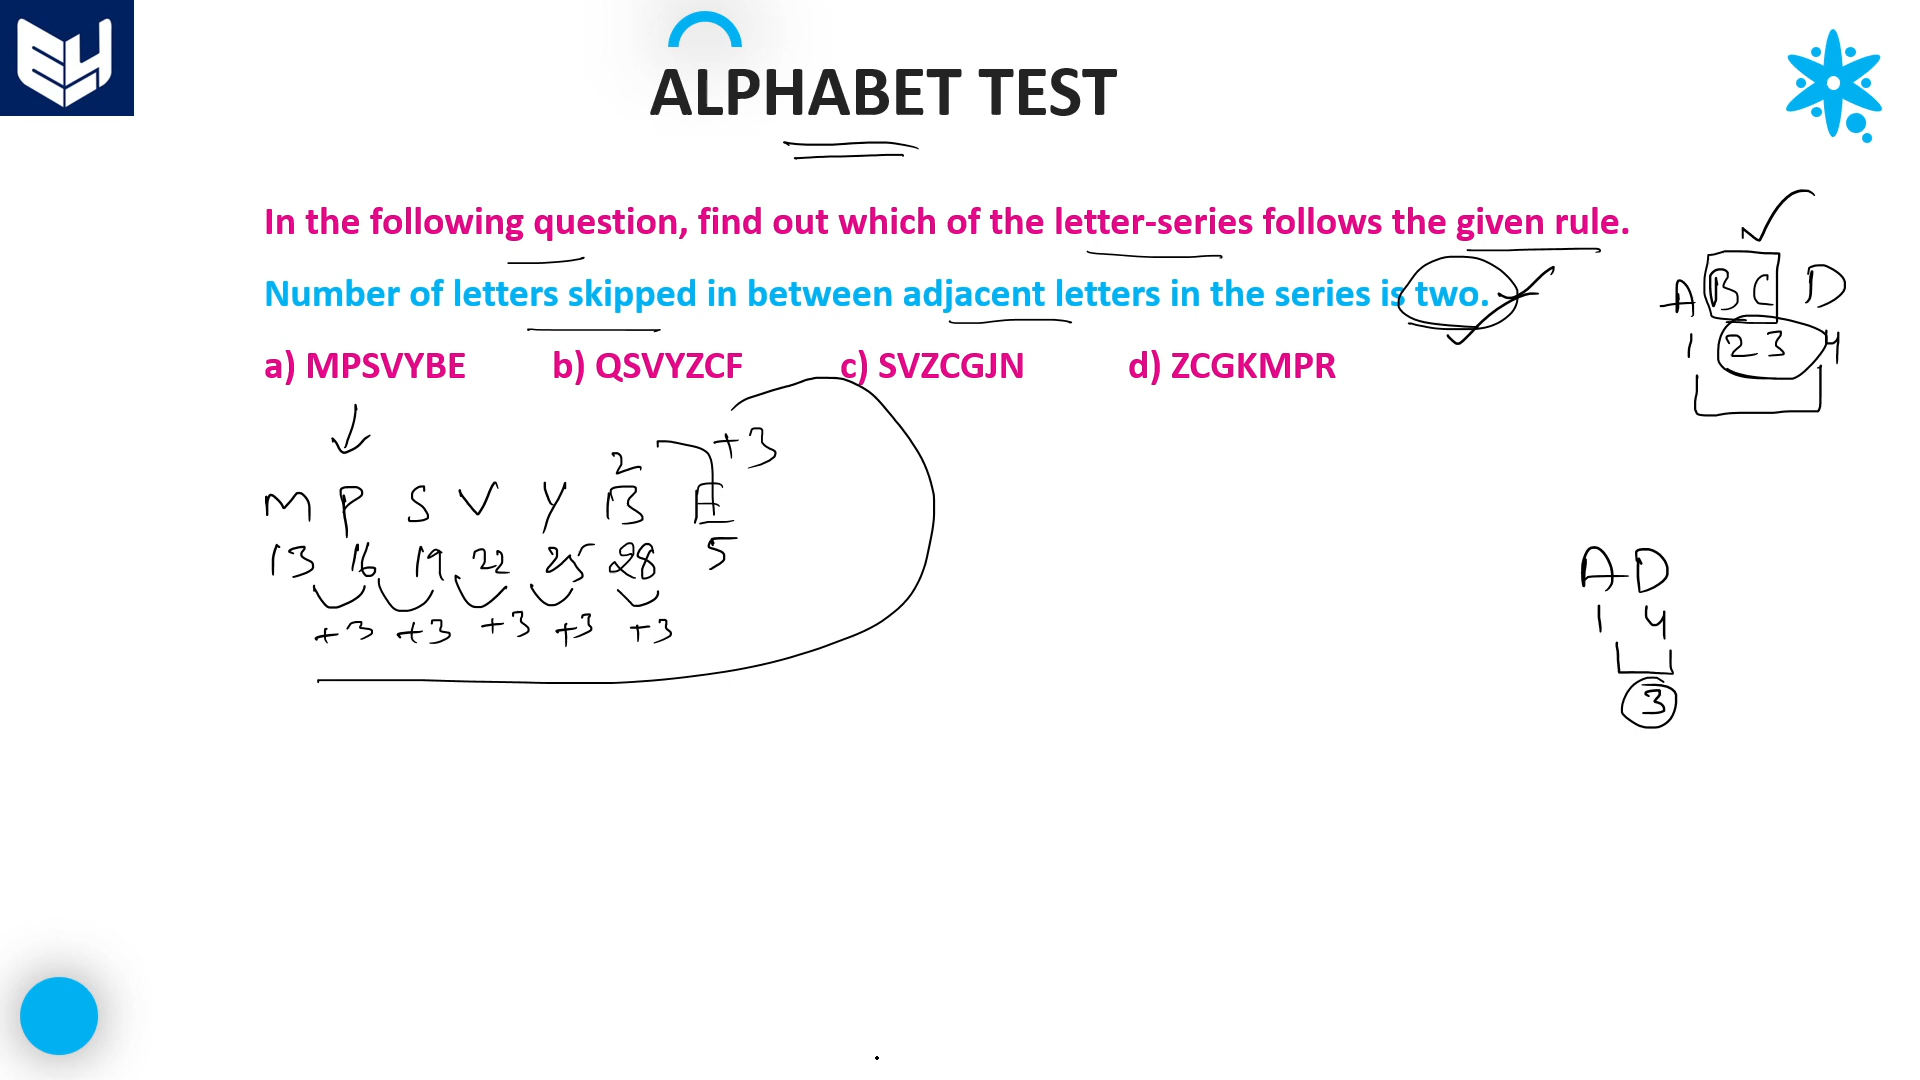 EY
ALPHABET TEST
In the following question, find out which of the letter-series follows the given rule.
Number of letters skipped in between adjacent letters in the series is two.
A B C D
1 2 3 4
a) MPSVYBE b) QSVYZCF c) SVZCGJN d) ZCGKMPR
2 +3
M P S V Y B E
13 16 19 22 25 28 5
+3 +3 +3 +3 +3
A D
1 4
3